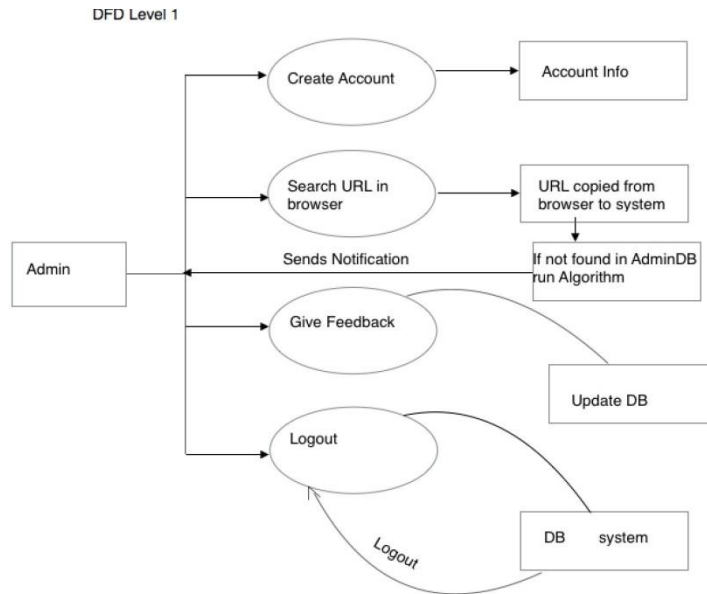 DFD Level 1
Create Account
Account Info
Search URL in
browser
URL copied from
browser to system
Admin
Sends Notification
If not found in AdminDB
run Algorithm
Give Feedback
Update DB
Logout
DB system
Logout